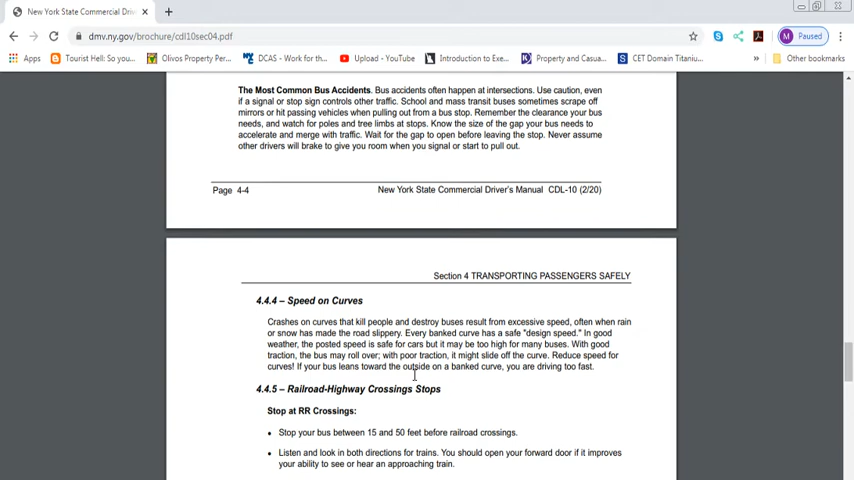 New York State Commercial Driv
dmv.ny.gov/brochure/cdl10sec04.pdf
M Paused
Apps
Tourist Hell: So you...
Olivos Property Per...
DCAS - Work for th...
Upload - YouTube
Introduction to Exe...
Property and Casua...
CET Domain Titaniu...
Other bookmarks
The Most Common Bus Accidents. Bus accidents often happen at intersections. Use caution, even
if a signal or stop sign controls other traffic. School and mass transit buses sometimes scrape off
mirrors or hit passing vehicles when pulling out from a bus stop. Remember the clearance your bus
needs, and watch for poles and tree limbs at stops. Know the size of the gap your bus needs to
accelerate and merge with traffic. Wait for the gap to open before leaving the stop. Never assume
other drivers will brake to give you room when you signal or start to pull out.
Page 4-4 New York State Commercial Driver's Manual CDL-10 (2/20)
Section 4 TRANSPORTING PASSENGERS SAFELY
4.4.4 – Speed on Curves
Crashes on curves that kill people and destroy buses result from excessive speed, often when rain
or snow has made the road slippery. Every banked curve has a safe "design speed." In good
weather, the posted speed is safe for cars but it may be too high for many buses. With good
traction, the bus may roll over; with poor traction, it might slide off the curve. Reduce speed for
curves! If your bus leans toward the outside on a banked curve, you are driving too fast.
4.4.5 – Railroad-Highway Crossings Stops
Stop at RR Crossings:
• Stop your bus between 15 and 50 feet before railroad crossings.
• Listen and look in both directions for trains. You should open your forward door if it improves
your ability to see or hear an approaching train.